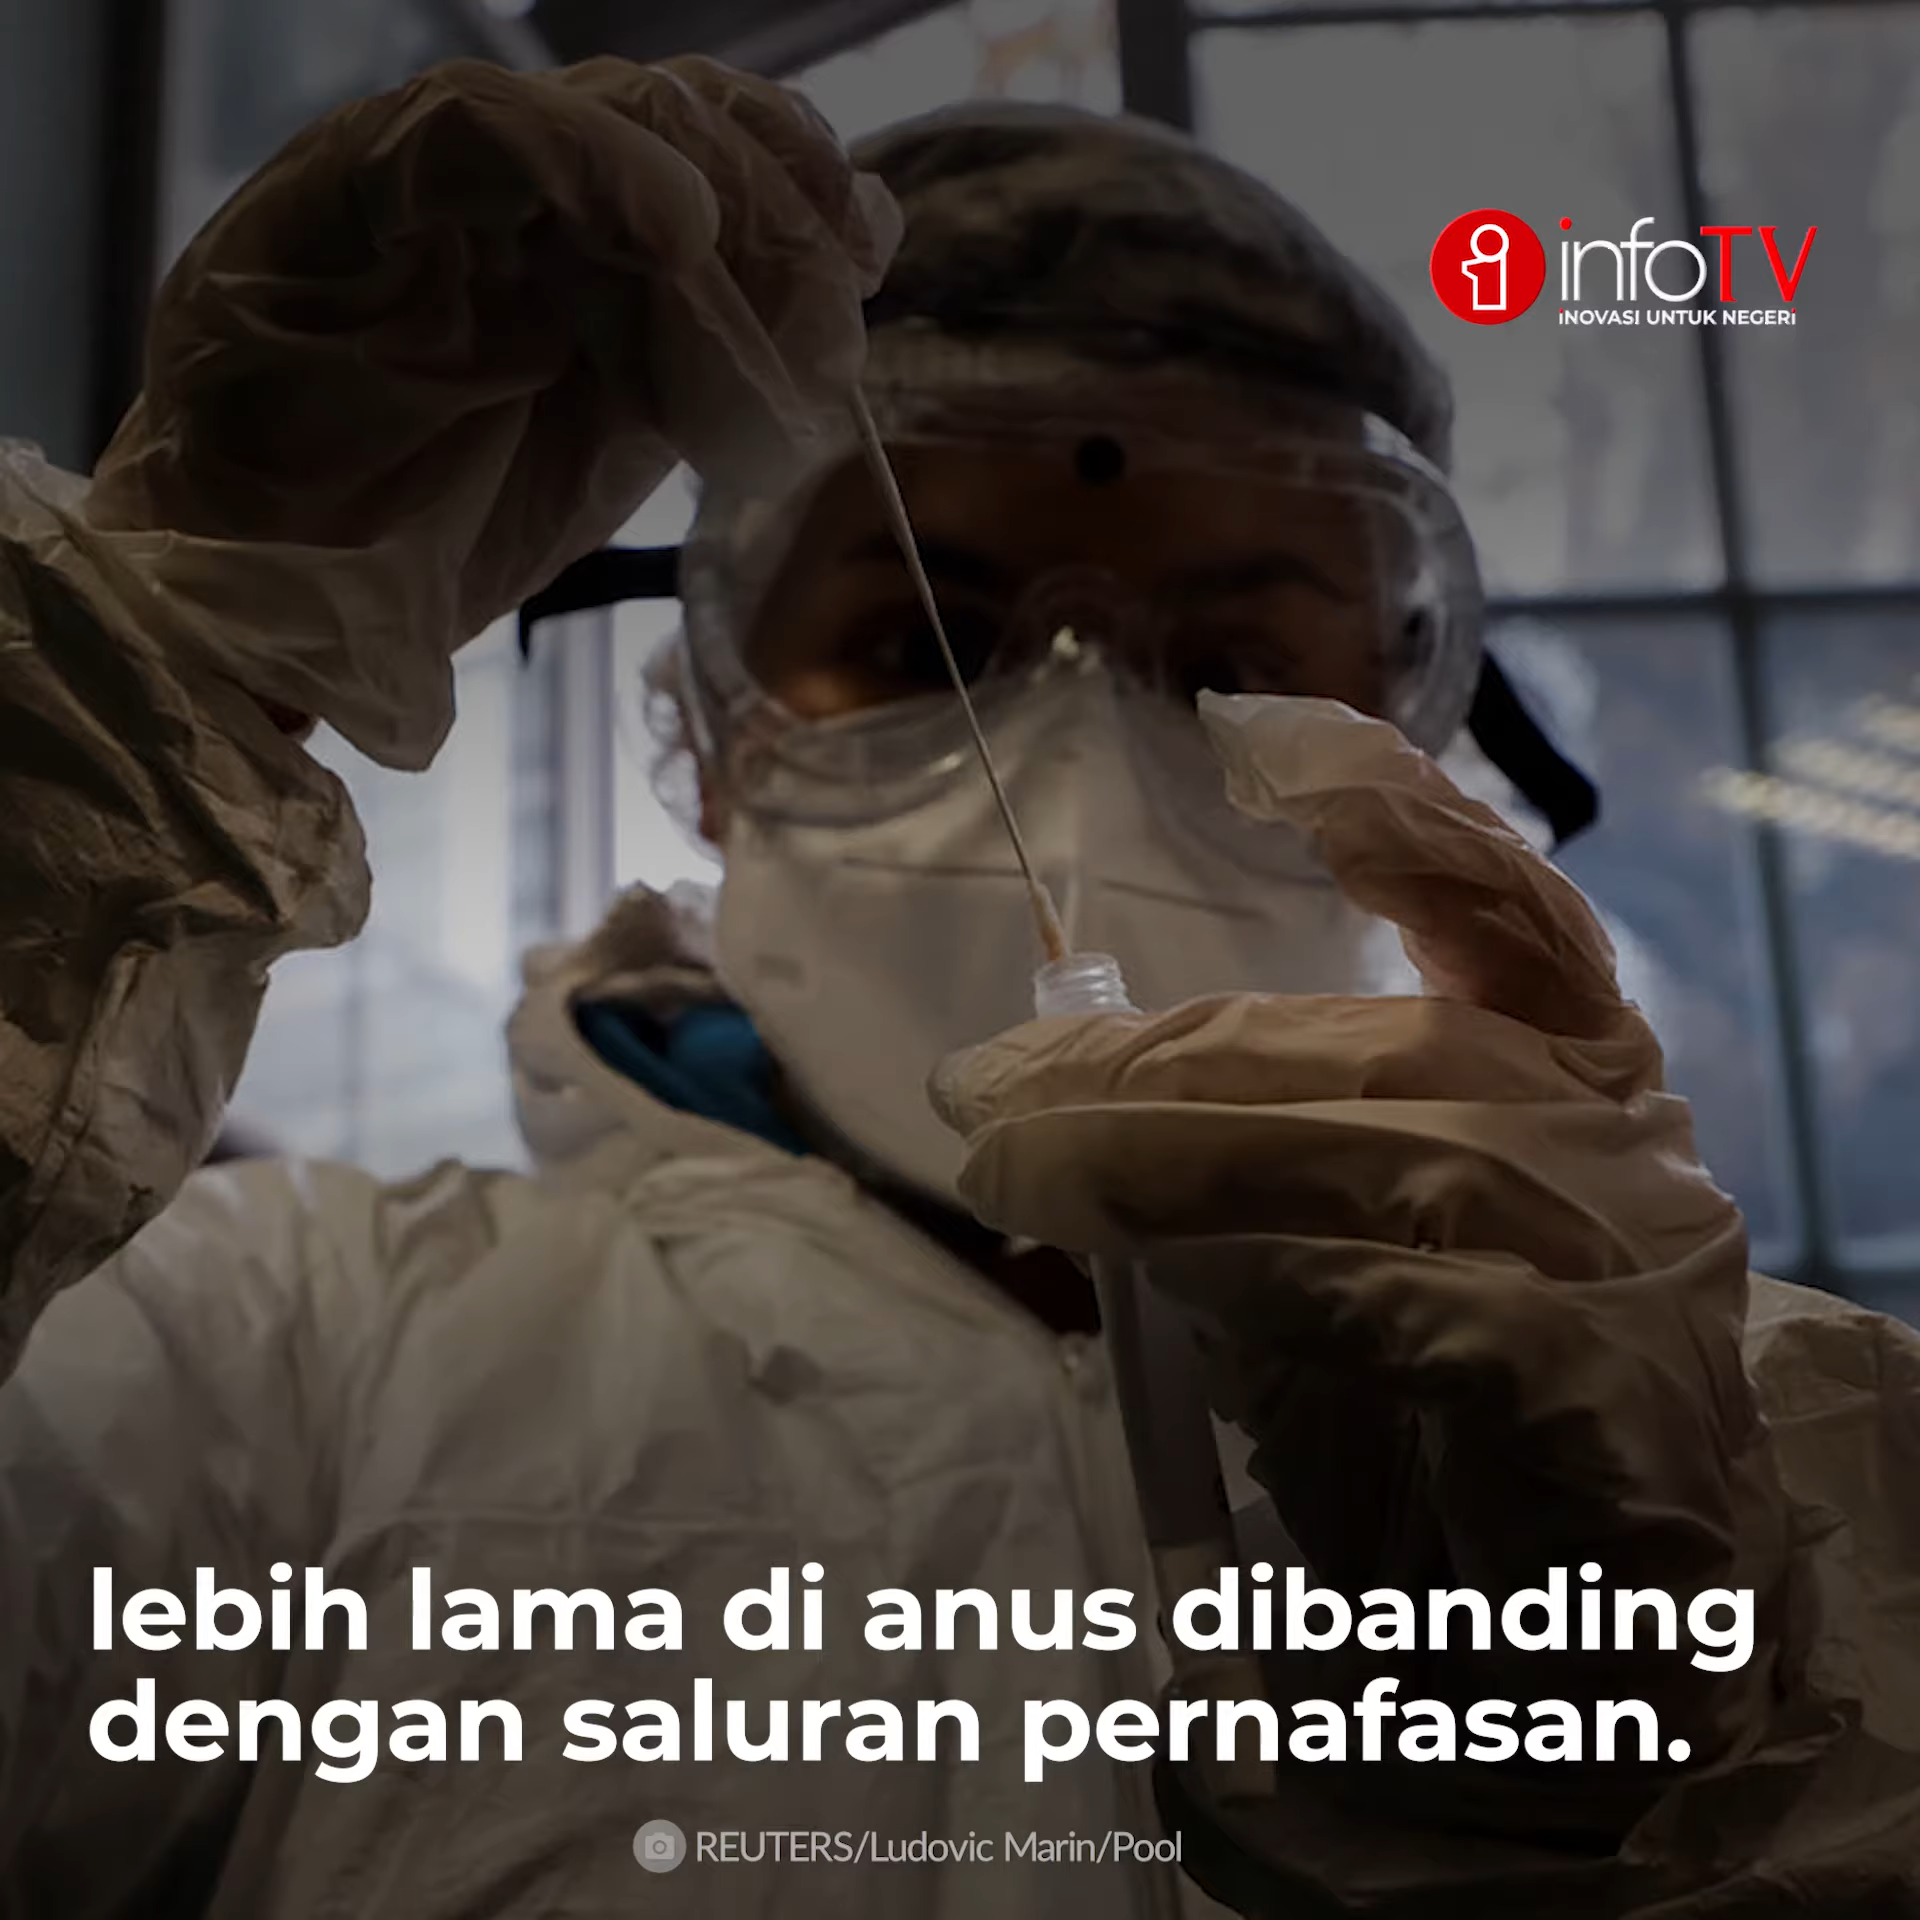 infoTV
iNOVASI UNTUK NEGERi
lebih lama di anus dibanding
dengan saluran pernafasan.
REUTERS/Ludovic Marin/Pool